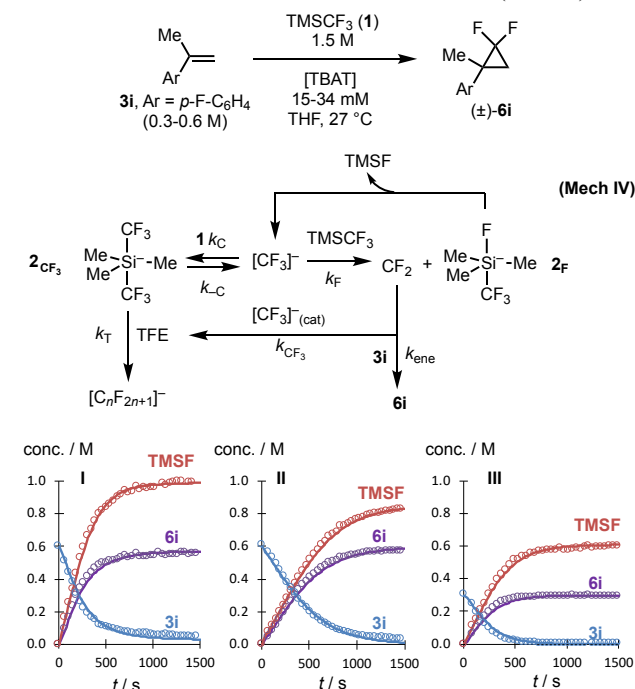 TMSCF₃ (1)
1.5 M
Me
Ar
3i, Ar = p-F-C₆H₄
(0.3-0.6 M)
[TBAT]
15-34 mM
THF, 27 °C
F F
Me
Ar
(±)-6i
TMSF
(Mech IV)
2CF₃
CF₃
Me
Me
Si⁻
Me
CF₃
1 kC
k–C
[CF₃]⁻
TMSCF₃
kF
CF₂
+
F
Me
Me
Si⁻
Me
CF₃
2F
kT
TFE
[CF₃]⁻(cat)
kCF₃
3i
kene
[CnF2n+1]⁻
6i
conc. / M
I
1.0
0.8
0.6
0.4
0.2
0.0
TMSF
6i
3i
0 500 1000 1500
t / s
conc. / M
II
1.0
0.8
0.6
0.4
0.2
0.0
TMSF
6i
3i
0 500 1000 1500
t / s
conc. / M
III
1.0
0.8
0.6
0.4
0.2
0.0
TMSF
6i
3i
0 500 1000 1500
t / s